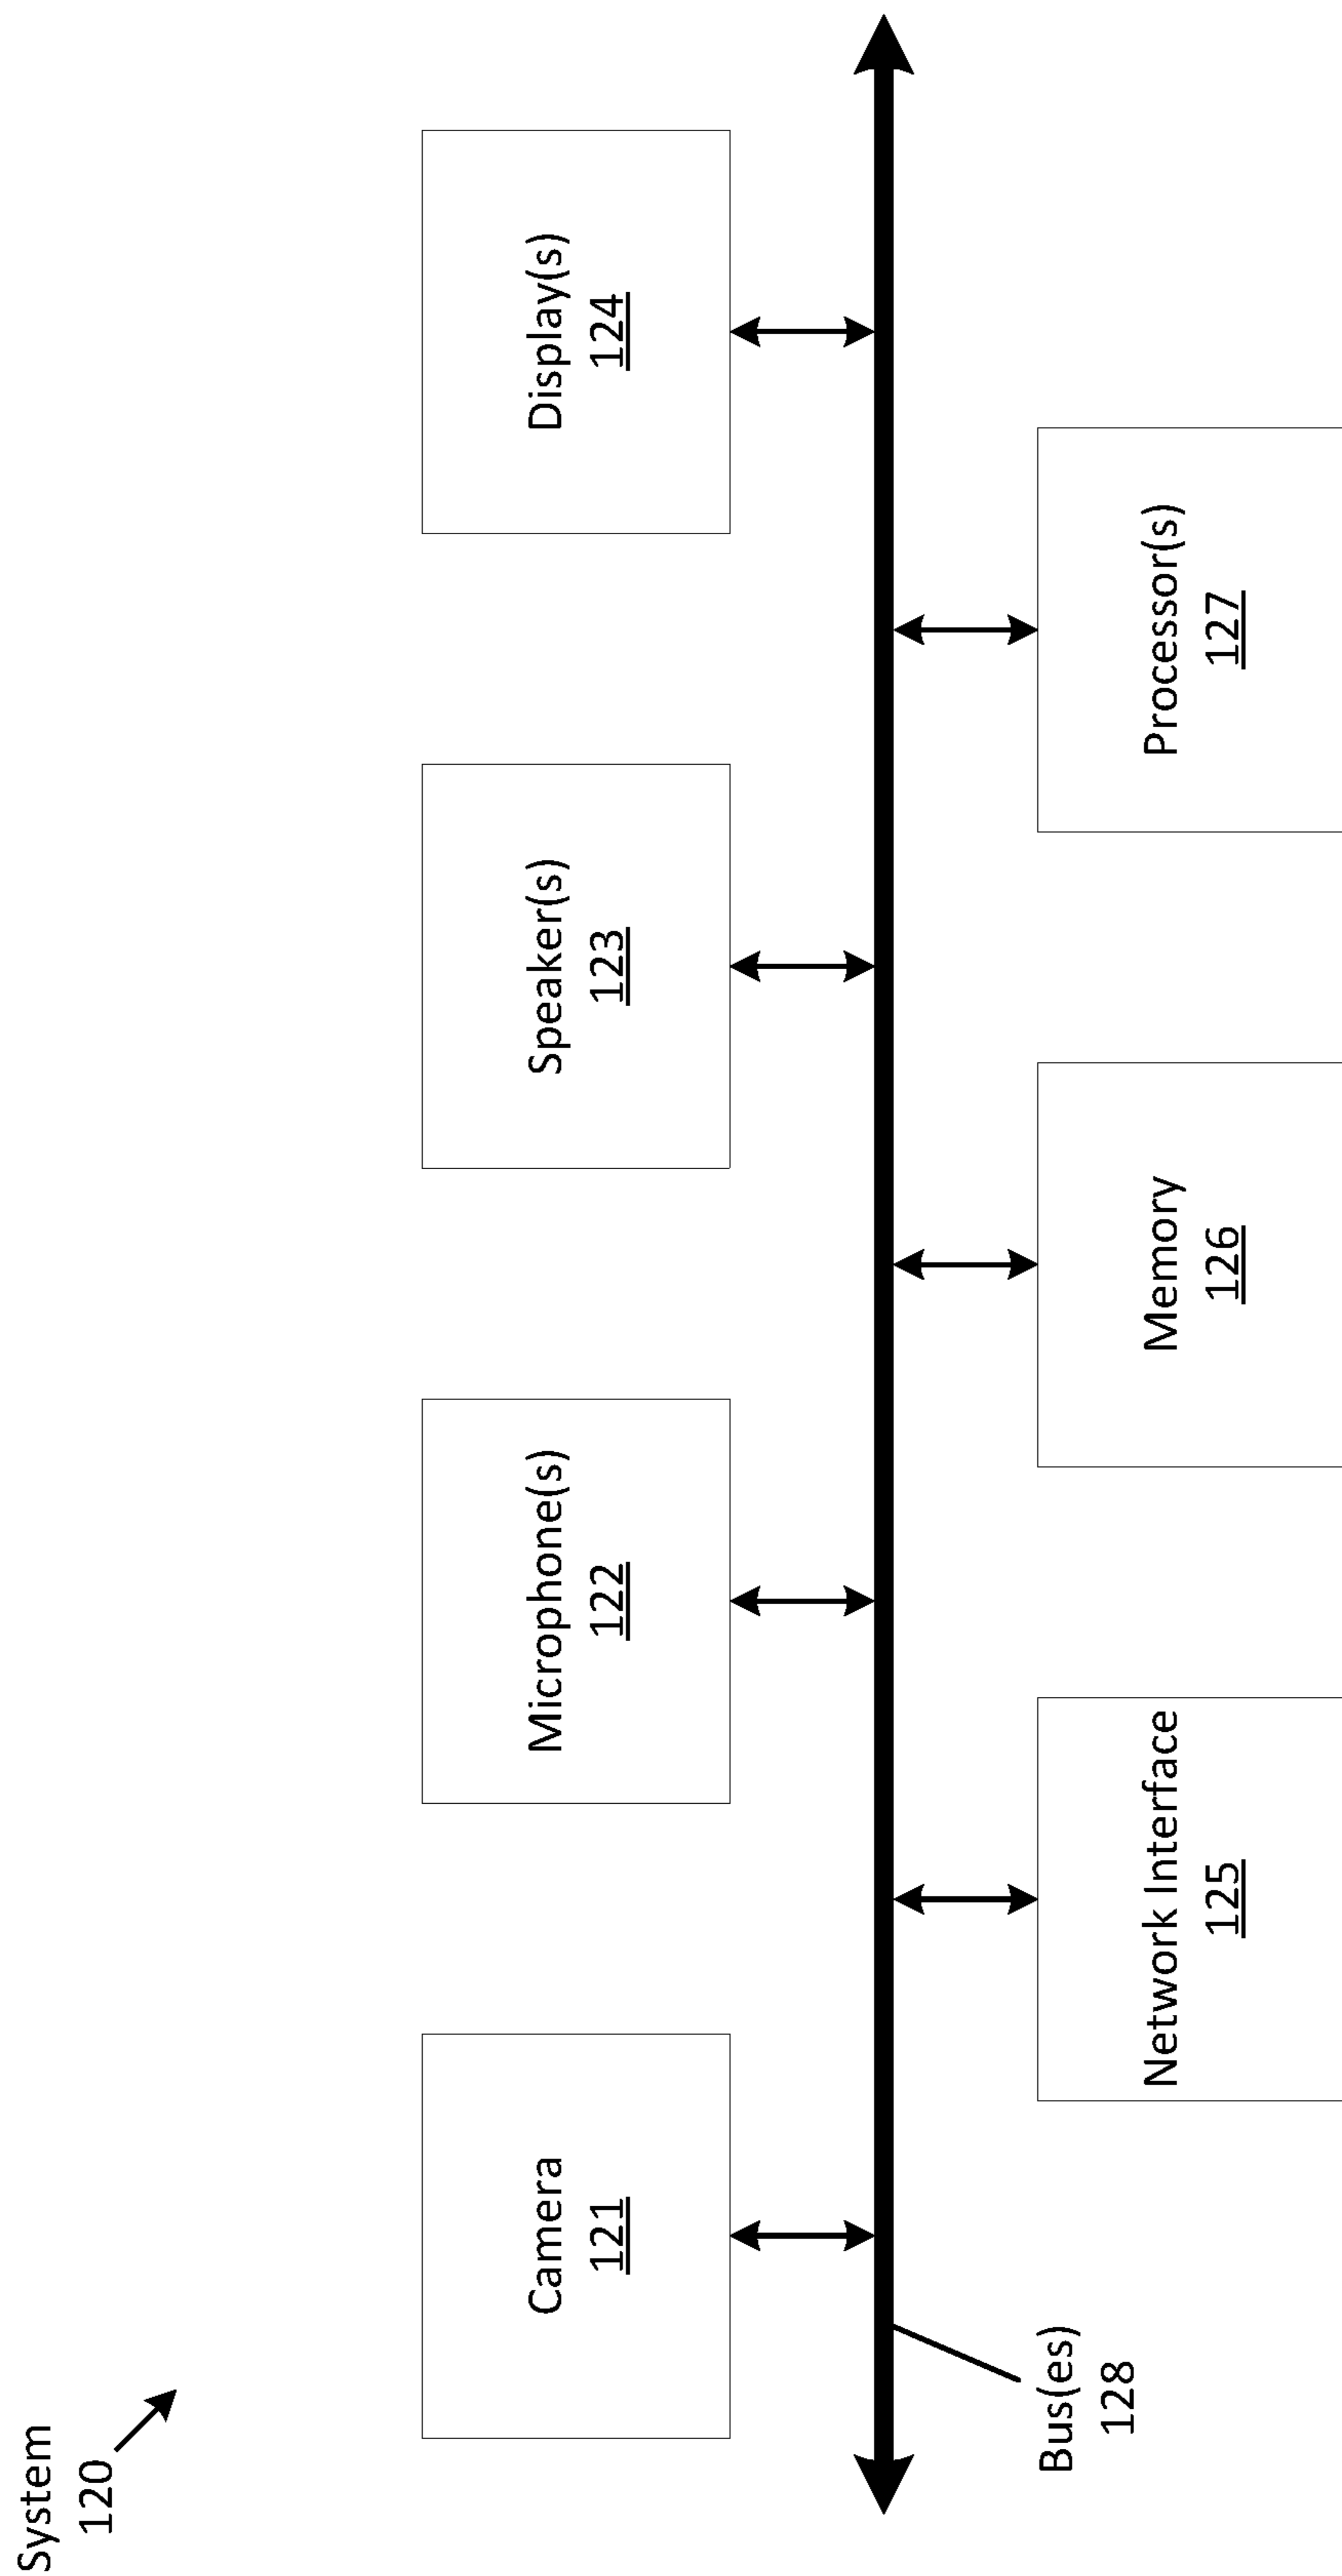 System
120
Camera
121
Microphone(s)
122
Speaker(s)
123
Display(s)
124
Bus(es)
128
Network Interface
125
Memory
126
Processor(s)
127